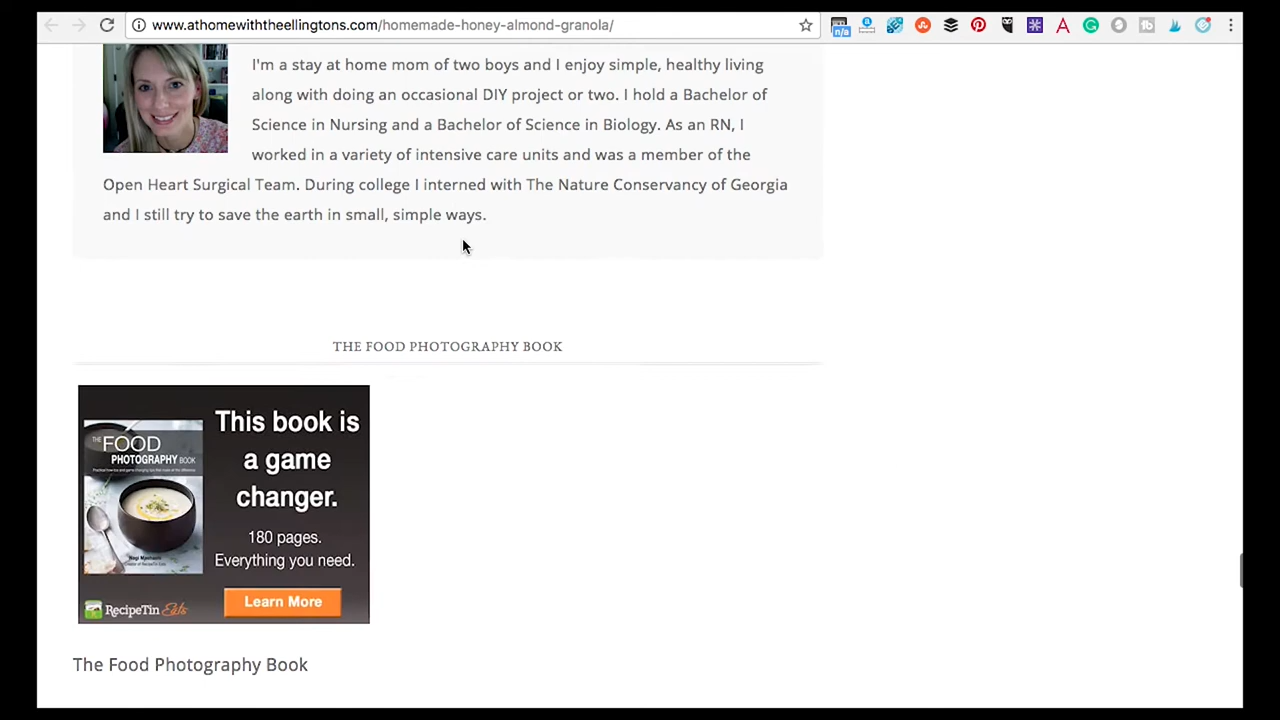 www.athomewiththeellingtons.com/homemade-honey-almond-granola/
n/a
I'm a stay at home mom of two boys and I enjoy simple, healthy living
along with doing an occasional DIY project or two. I hold a Bachelor of
Science in Nursing and a Bachelor of Science in Biology. As an RN, I
worked in a variety of intensive care units and was a member of the
Open Heart Surgical Team. During college I interned with The Nature Conservancy of Georgia
and I still try to save the earth in small, simple ways.
THE FOOD PHOTOGRAPHY BOOK
This book is
a game
changer.
180 pages.
Everything you need.
Learn More
THE
FOOD
PHOTOGRAPHY BOOK
RecipeTin Eats
The Food Photography Book